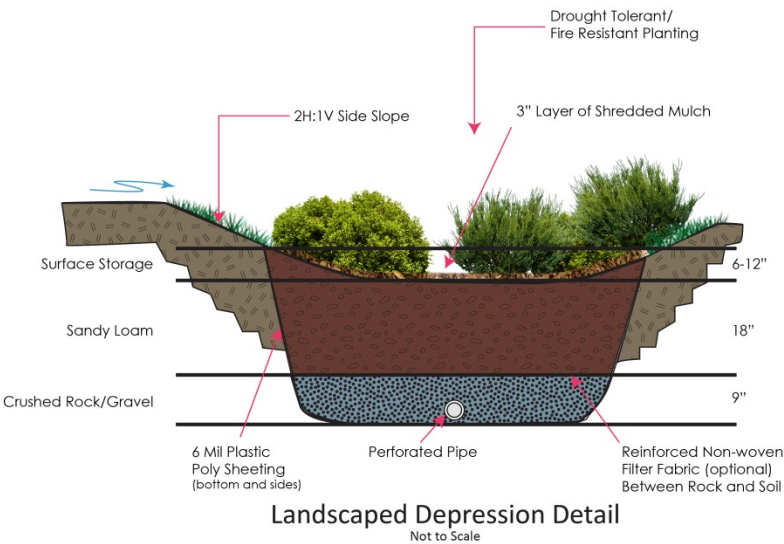 Drought Tolerant/
Fire Resistant Planting
2H:1V Side Slope
3” Layer of Shredded Mulch
Surface Storage
6-12”
Sandy Loam
18”
Crushed Rock/Gravel
9”
6 Mil Plastic
Poly Sheeting
(bottom and sides)
Perforated Pipe
Reinforced Non-woven
Filter Fabric (optional)
Between Rock and Soil
Landscaped Depression Detail
Not to Scale